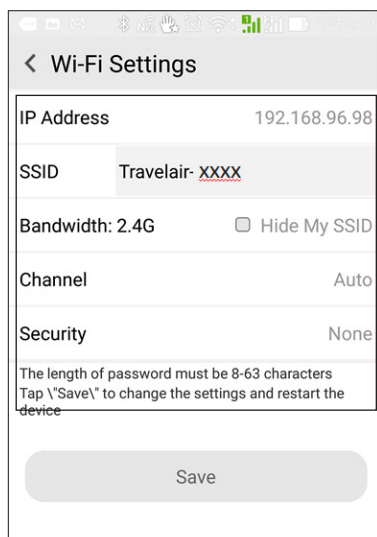 Wi-Fi Settings
IP Address 192.168.96.98
SSID Travelair- XXXX
Bandwidth: 2.4G Hide My SSID
Channel Auto
Security None
The length of password must be 8-63 characters
Tap \"Save\" to change the settings and restart the
device
Save